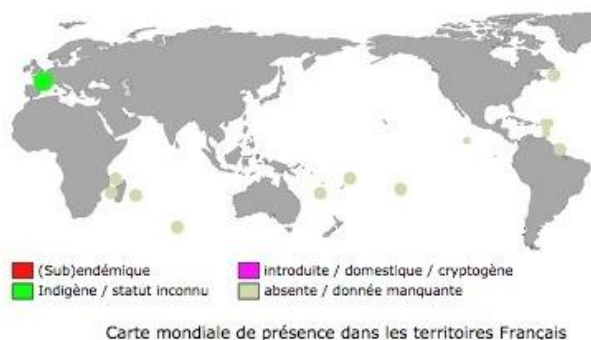 (Sub)endémique
introduite / domestique / cryptogène
Indigène / statut inconnu
absente / donnée manquante
Carte mondiale de présence dans les territoires Français